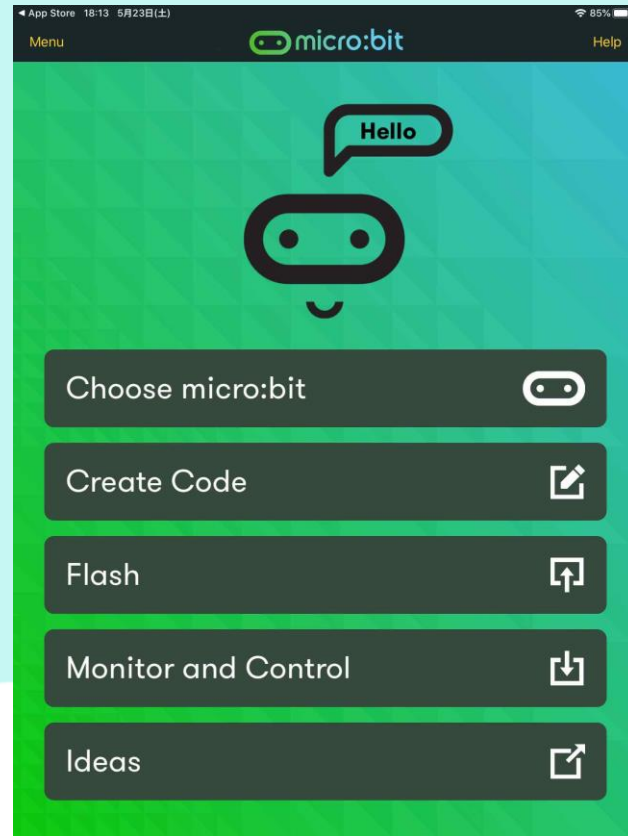 ◀ App Store 18:13 5月23日(土) 85%
Menu micro:bit Help
Hello
Choose micro:bit
Create Code
Flash
Monitor and Control
Ideas